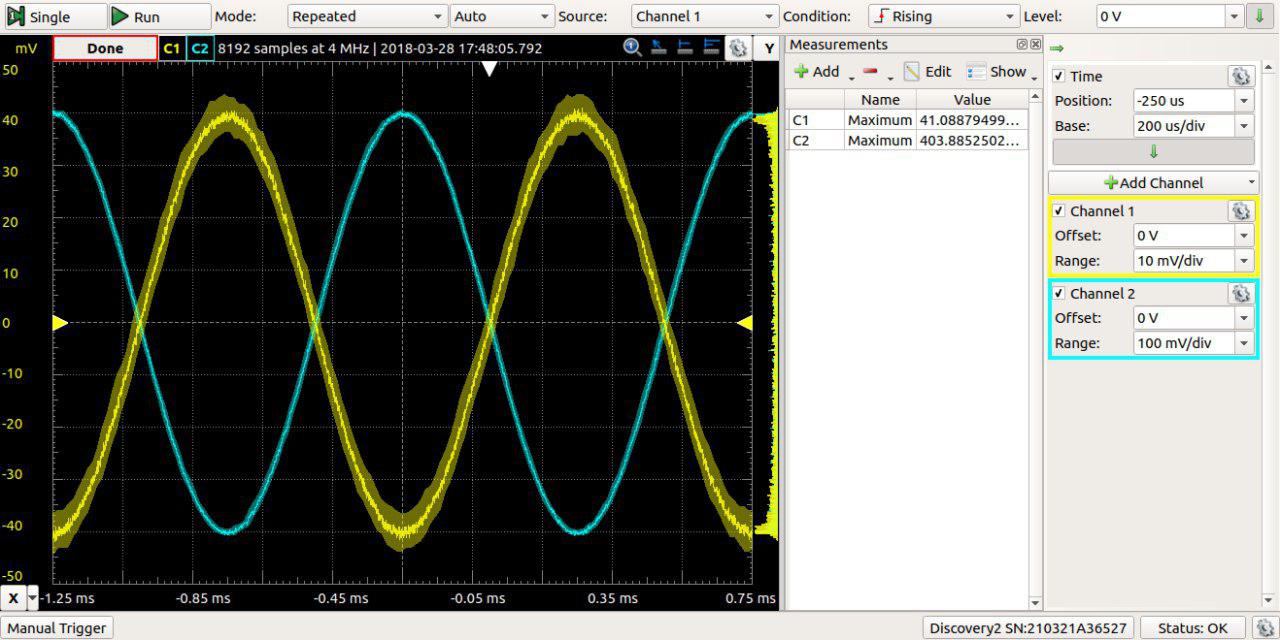 Single Run Mode: Repeated Auto Source: Channel 1 Condition: Rising Level: 0 V
mV Done C1 C2 8192 samples at 4 MHz | 2018-03-28 17:48:05.792 Y
50
40
30
20
10
0
-10
-20
-30
-40
-50
X -1.25 ms -0.85 ms -0.45 ms -0.05 ms 0.35 ms 0.75 ms
Measurements
Add Edit Show
Name Value
C1 Maximum 41.08879499...
C2 Maximum 403.8852502...
Time
Position: -250 us
Base: 200 us/div
Add Channel
Channel 1
Offset: 0 V
Range: 10 mV/div
Channel 2
Offset: 0 V
Range: 100 mV/div
Manual Trigger Discovery2 SN:210321A36527 Status: OK